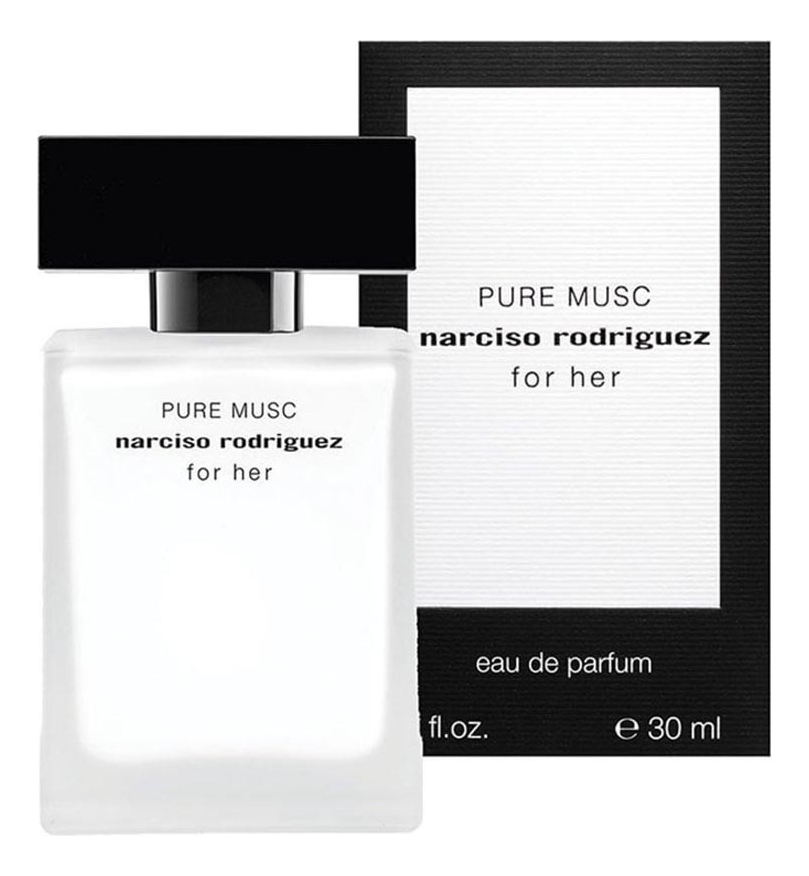 PURE MUSC
narciso rodriguez
for her
PURE MUSC
narciso rodriguez
for her
eau de parfum
fl.oz. ℮ 30 ml